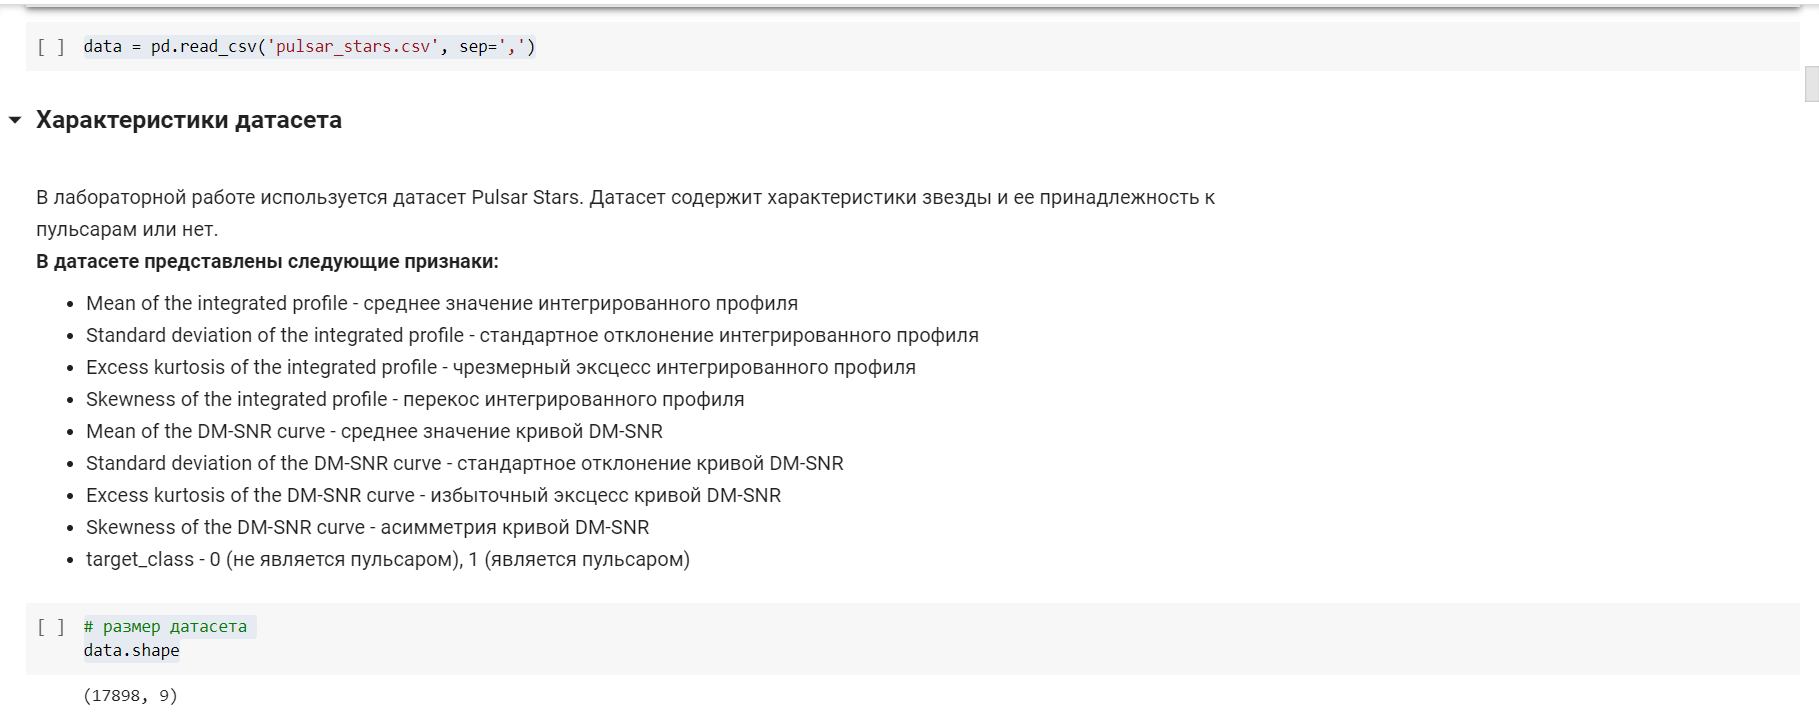 [ ] data = pd.read_csv('pulsar_stars.csv', sep=',')
Характеристики датасета
В лабораторной работе используется датасет Pulsar Stars. Датасет содержит характеристики звезды и ее принадлежность к
пульсарам или нет.
В датасете представлены следующие признаки:
• Mean of the integrated profile - среднее значение интегрированного профиля
• Standard deviation of the integrated profile - стандартное отклонение интегрированного профиля
• Excess kurtosis of the integrated profile - чрезмерный эксцесс интегрированного профиля
• Skewness of the integrated profile - перекос интегрированного профиля
• Mean of the DM-SNR curve - среднее значение кривой DM-SNR
• Standard deviation of the DM-SNR curve - стандартное отклонение кривой DM-SNR
• Excess kurtosis of the DM-SNR curve - избыточный эксцесс кривой DM-SNR
• Skewness of the DM-SNR curve - асимметрия кривой DM-SNR
• target_class - 0 (не является пульсаром), 1 (является пульсаром)
[ ] # размер датасета
data.shape
(17898, 9)